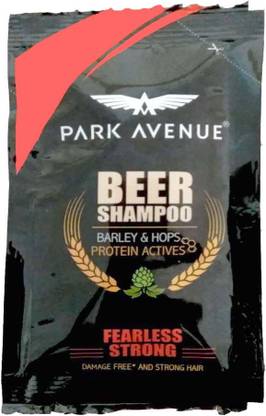 PARK AVENUE®
BEER
SHAMPOO
BARLEY & HOPS
PROTEIN ACTIVES
FEARLESS
STRONG
DAMAGE FREE* AND STRONG HAIR